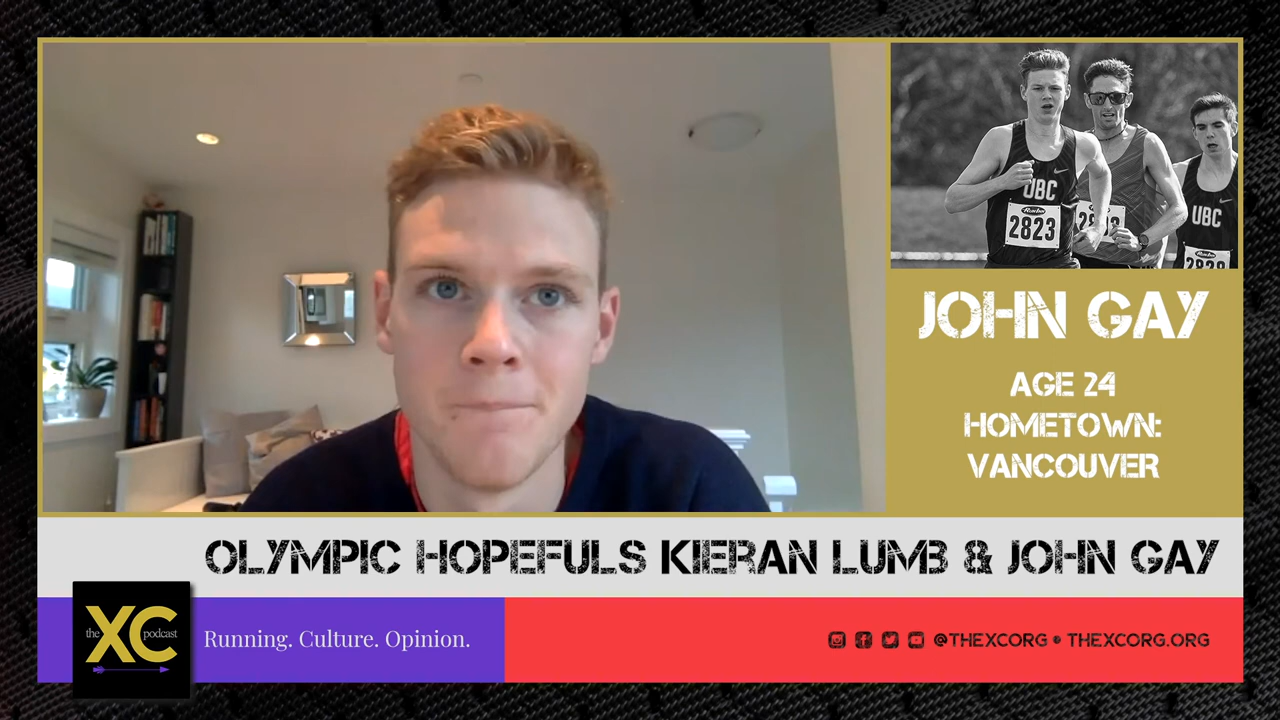 UBC
2823
UBC
JOHN GAY
AGE 24
HOMETOWN:
VANCOUVER
OLYMPIC HOPEFULS KIERAN LUMB & JOHN GAY
the XC podcast
Running. Culture. Opinion.
@THEXCORG • THEXCORG.ORG